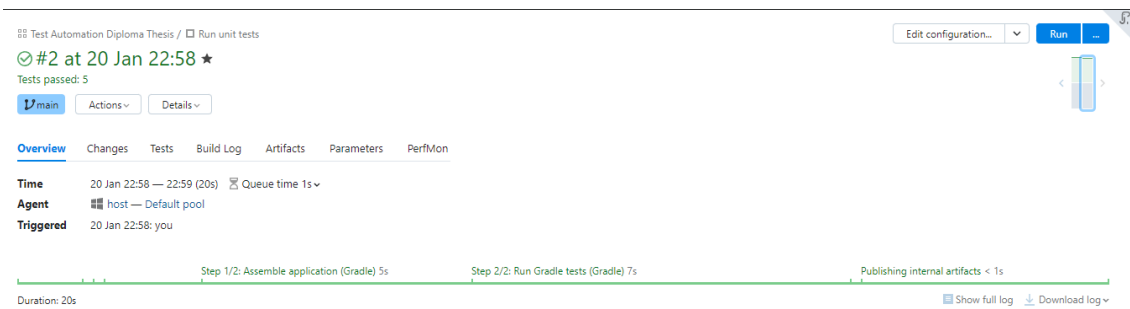 Test Automation Diploma Thesis / Run unit tests
Edit configuration...
Run
...
#2 at 20 Jan 22:58
Tests passed: 5
main
Actions
Details
Overview Changes Tests Build Log Artifacts Parameters PerfMon
Time 20 Jan 22:58 — 22:59 (20s) Queue time 1s
Agent host — Default pool
Triggered 20 Jan 22:58: you
Step 1/2: Assemble application (Gradle) 5s
Step 2/2: Run Gradle tests (Gradle) 7s
Publishing internal artifacts < 1s
Duration: 20s
Show full log
Download log